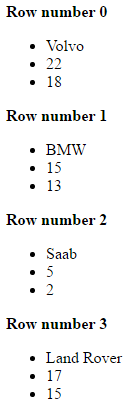 Row number 0
Volvo
22
18
Row number 1
BMW
15
13
Row number 2
Saab
5
2
Row number 3
Land Rover
17
15